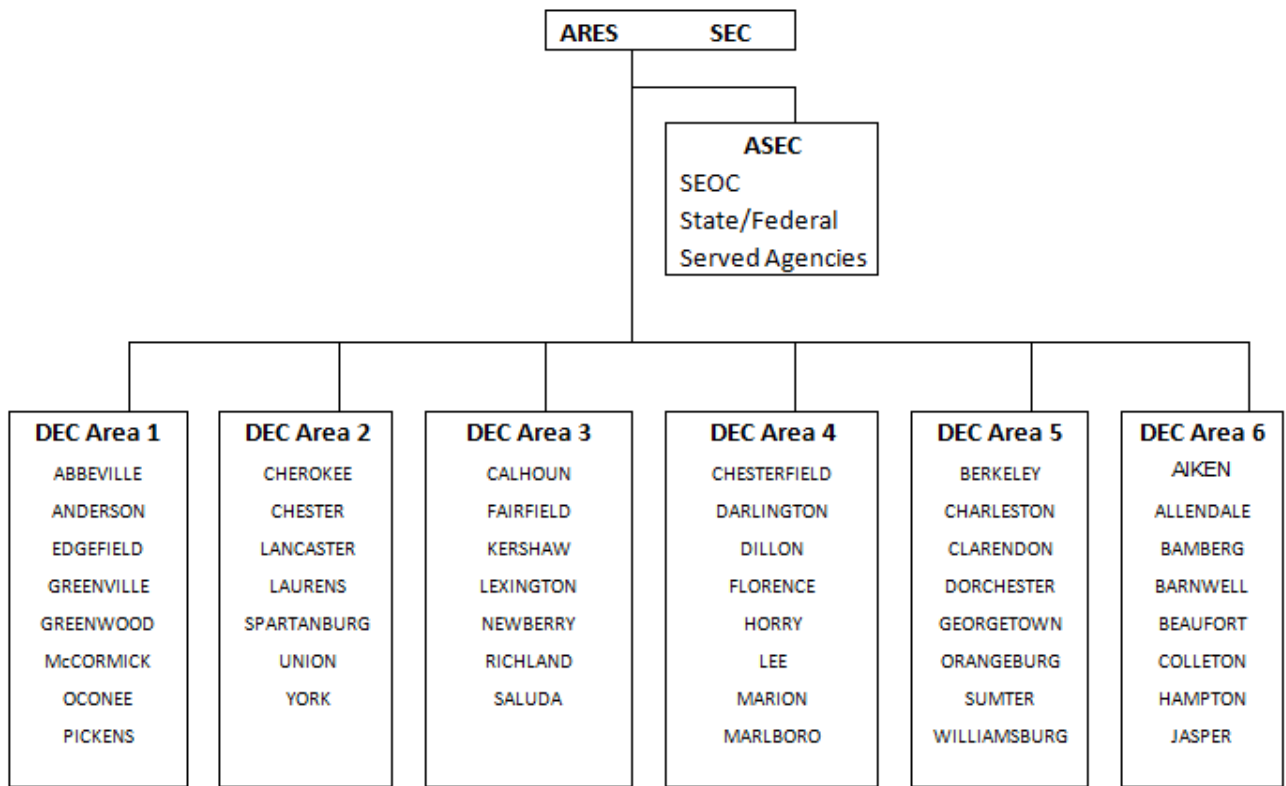 ARES SEC
ASEC
SEOC
State/Federal
Served Agencies
DEC Area 1
ABBEVILLE
ANDERSON
EDGEFIELD
GREENVILLE
GREENWOOD
McCORMICK
OCONEE
PICKENS
DEC Area 2
CHEROKEE
CHESTER
LANCASTER
LAURENS
SPARTANBURG
UNION
YORK
DEC Area 3
CALHOUN
FAIRFIELD
KERSHAW
LEXINGTON
NEWBERRY
RICHLAND
SALUDA
DEC Area 4
CHESTERFIELD
DARLINGTON
DILLON
FLORENCE
HORRY
LEE
MARION
MARLBORO
DEC Area 5
BERKELEY
CHARLESTON
CLARENDON
DORCHESTER
GEORGETOWN
ORANGEBURG
SUMTER
WILLIAMSBURG
DEC Area 6
AIKEN
ALLENDALE
BAMBERG
BARNWELL
BEAUFORT
COLLETON
HAMPTON
JASPER